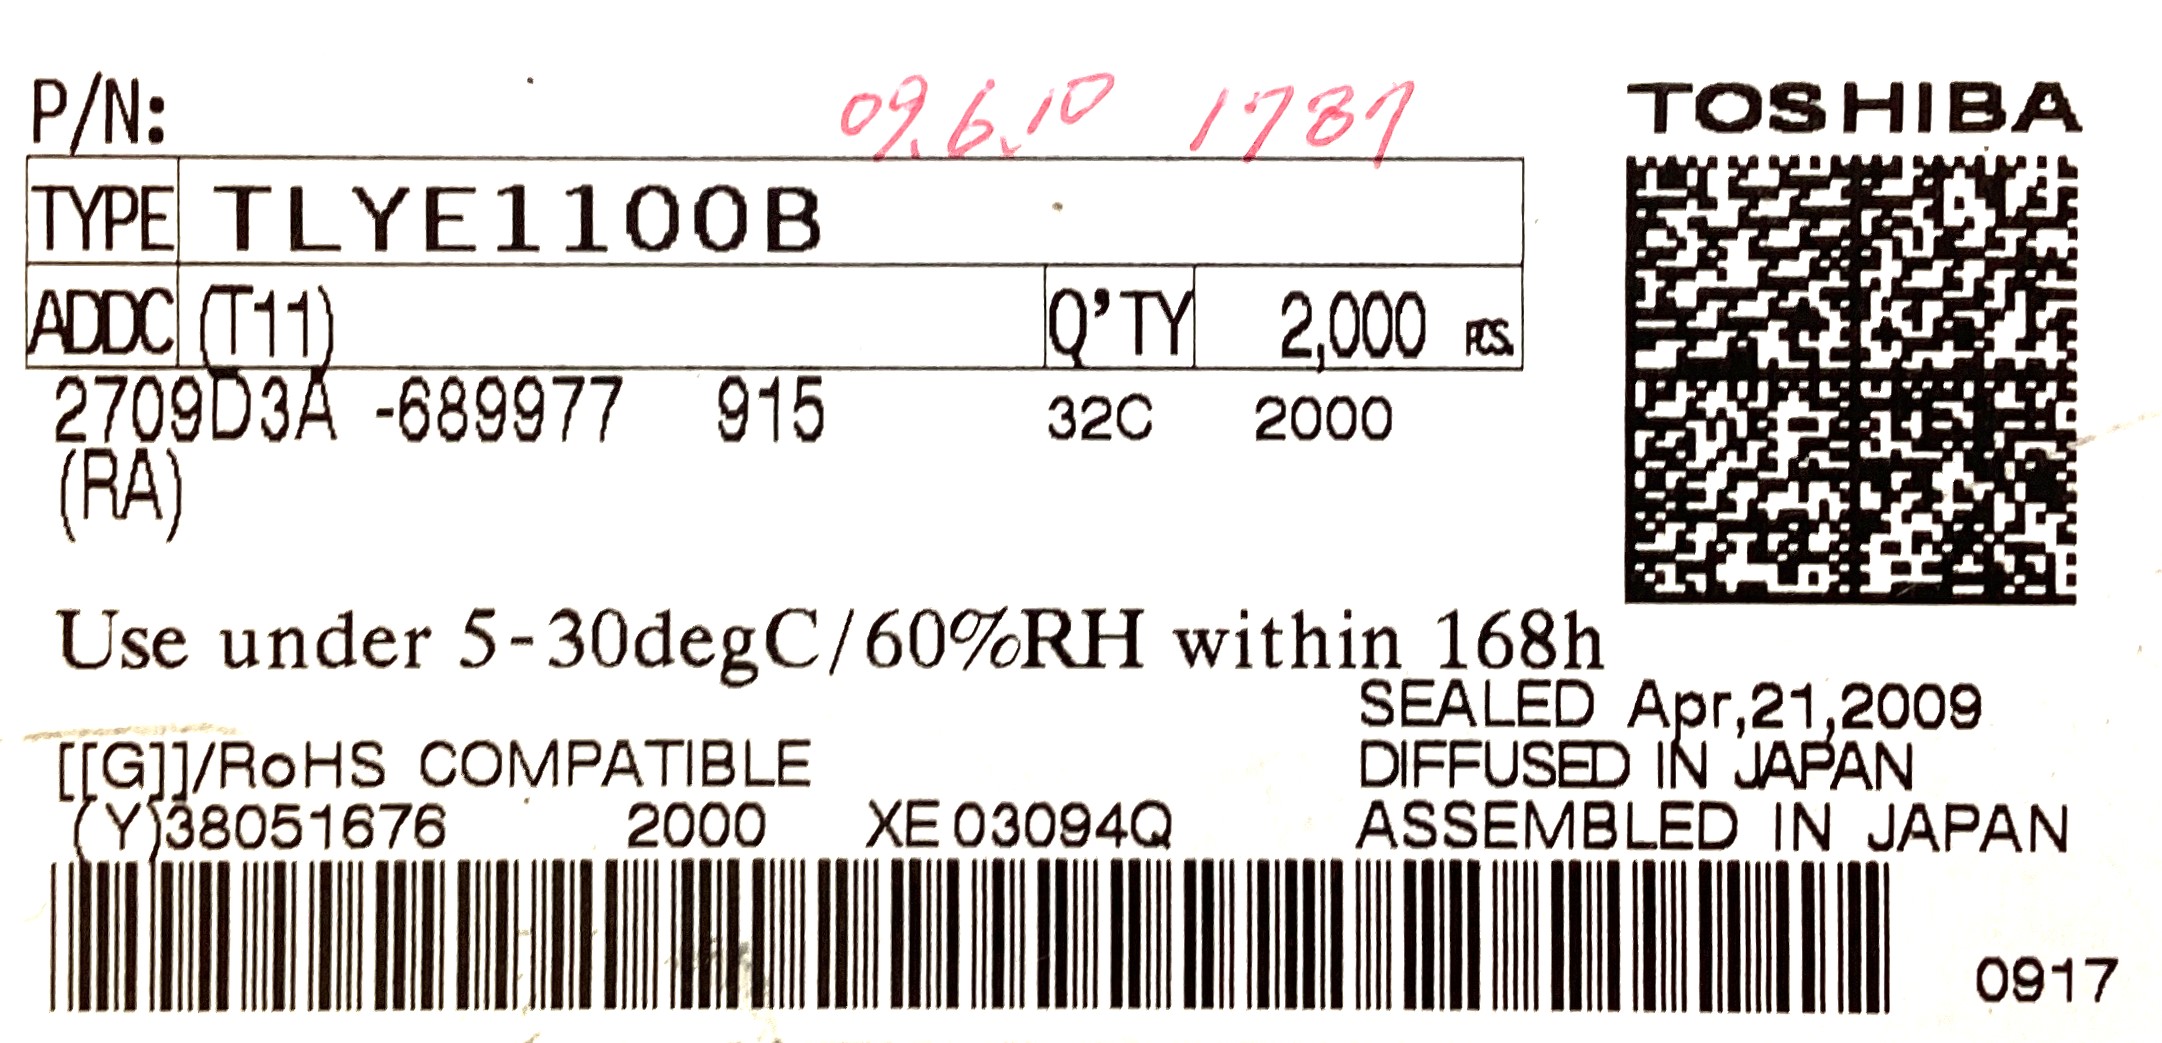 P/N: 09.6.10 1787 TOSHIBA
TYPE TLYE1100B
ADDC (T11) Q'TY 2,000 PCS.
2709D3A -689977 915 32C 2000
(RA)
Use under 5-30degC/60%RH within 168h
SEALED Apr,21,2009
[[G]]/RoHS COMPATIBLE DIFFUSED IN JAPAN
(Y)38051676 2000 XE03094Q ASSEMBLED IN JAPAN
0917